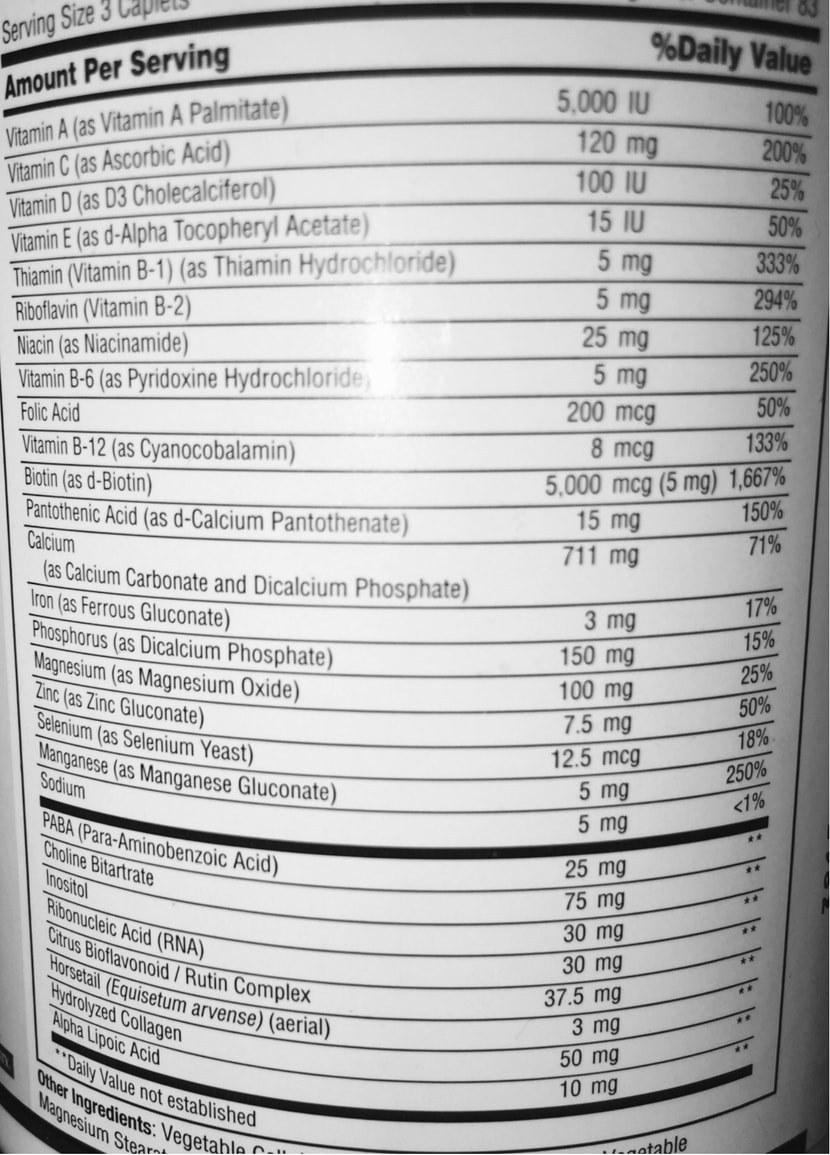 Serving Size 3 Caplets
Container 83
Amount Per Serving %Daily Value
Vitamin A (as Vitamin A Palmitate) 5,000 IU 100%
Vitamin C (as Ascorbic Acid) 120 mg 200%
Vitamin D (as D3 Cholecalciferol) 100 IU 25%
Vitamin E (as d-Alpha Tocopheryl Acetate) 15 IU 50%
Thiamin (Vitamin B-1) (as Thiamin Hydrochloride) 5 mg 333%
Riboflavin (Vitamin B-2) 5 mg 294%
Niacin (as Niacinamide) 25 mg 125%
Vitamin B-6 (as Pyridoxine Hydrochloride) 5 mg 250%
Folic Acid 200 mcg 50%
Vitamin B-12 (as Cyanocobalamin) 8 mcg 133%
Biotin (as d-Biotin) 5,000 mcg (5 mg) 1,667%
Pantothenic Acid (as d-Calcium Pantothenate) 15 mg 150%
Calcium 711 mg 71%
(as Calcium Carbonate and Dicalcium Phosphate)
Iron (as Ferrous Gluconate) 3 mg 17%
Phosphorus (as Dicalcium Phosphate) 150 mg 15%
Magnesium (as Magnesium Oxide) 100 mg 25%
Zinc (as Zinc Gluconate) 7.5 mg 50%
Selenium (as Selenium Yeast) 12.5 mcg 18%
Manganese (as Manganese Gluconate) 5 mg 250%
Sodium 5 mg <1%
PABA (Para-Aminobenzoic Acid) 25 mg **
Choline Bitartrate 75 mg **
Inositol 30 mg **
Ribonucleic Acid (RNA) 30 mg **
Citrus Bioflavonoid / Rutin Complex 37.5 mg **
Horsetail (Equisetum arvense) (aerial) 3 mg **
Hydrolyzed Collagen 50 mg **
Alpha Lipoic Acid 10 mg **
**Daily Value not established
Other Ingredients: Vegetable Vegetable
Magnesium